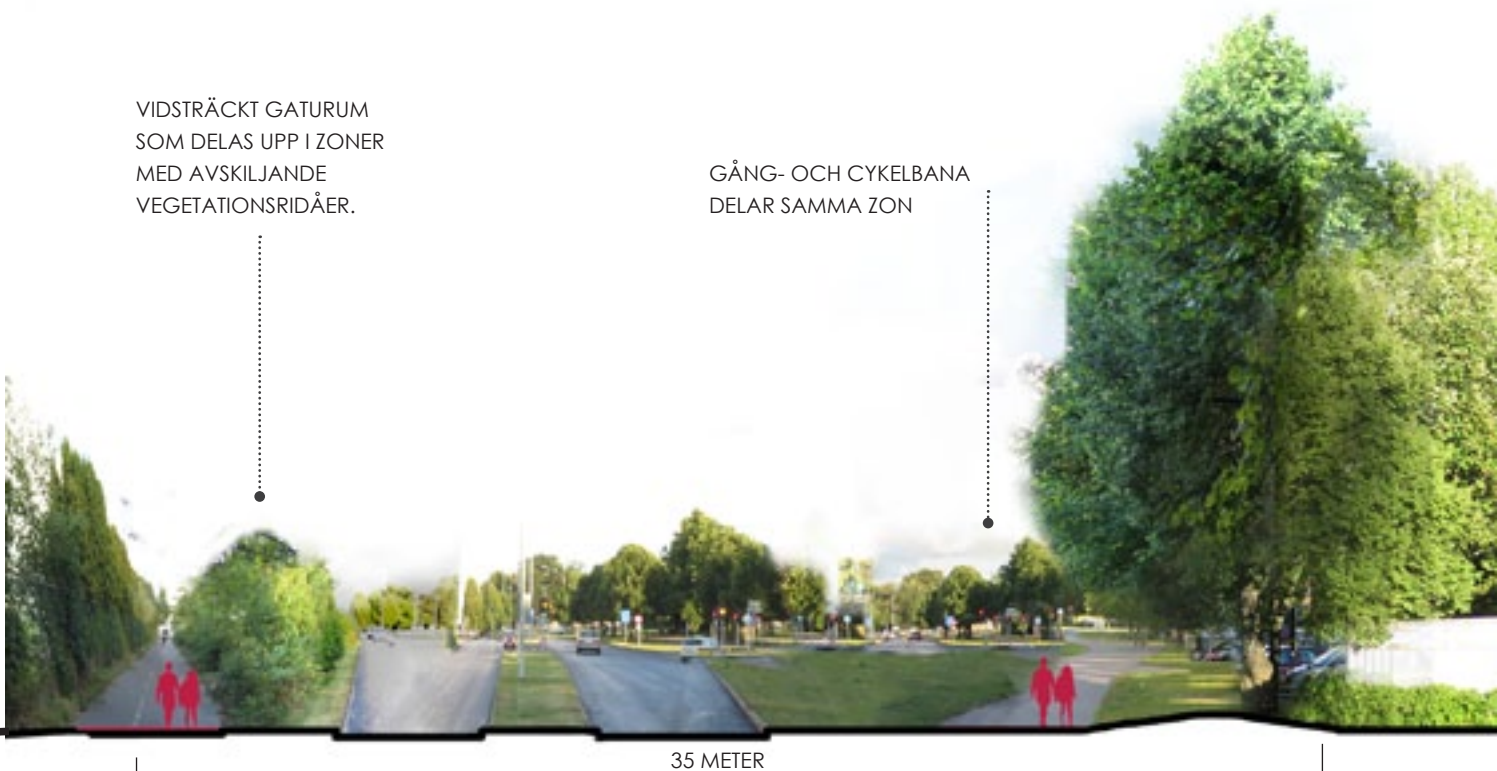 VIDSTRÄCKT GATURUM
SOM DELAS UPP I ZONER
MED AVSKILJANDE
VEGETATIONSRIDÅER.
GÅNG- OCH CYKELBANA
DELAR SAMMA ZON
35 METER